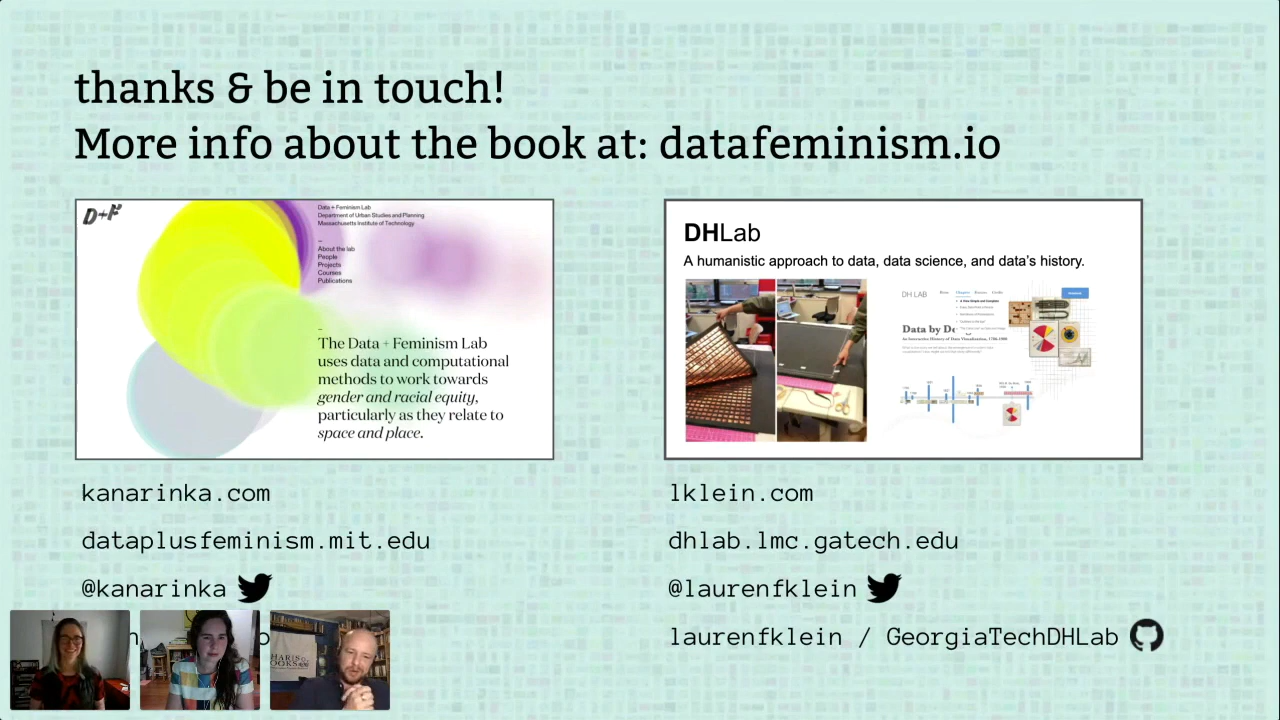 thanks & be in touch!
More info about the book at: datafeminism.io
D+F
Data + Feminism Lab
Department of Urban Studies and Planning
Massachusetts Institute of Technology
About the lab
People
Projects
Courses
Publications
The Data + Feminism Lab
uses data and computational
methods to work towards
gender and racial equity,
particularly as they relate to
space and place.
DHLab
A humanistic approach to data, data science, and data's history.
DH LAB
Data by De
kanarinka.com
dataplusfeminism.mit.edu
@kanarinka
lklein.com
dhlab.lmc.gatech.edu
@laurenfklein
laurenfklein / GeorgiaTechDHLab
CHARIS
BOOKS